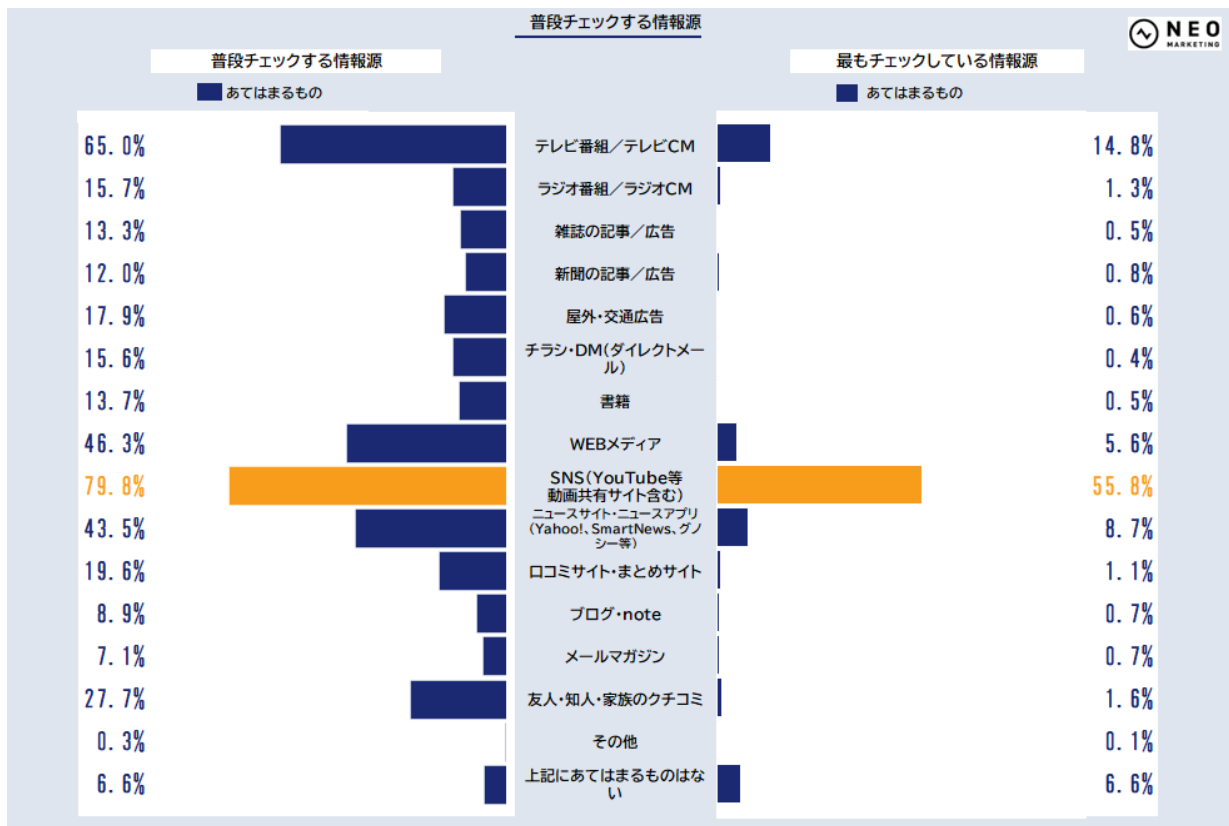 普段チェックする情報源
NEO
MARKETING
普段チェックする情報源
最もチェックしている情報源
あてはまるもの
あてはまるもの
65.0%
テレビ番組／テレビCM
14.8%
15.7%
ラジオ番組／ラジオCM
1.3%
13.3%
雑誌の記事／広告
0.5%
12.0%
新聞の記事／広告
0.8%
17.9%
屋外・交通広告
0.6%
15.6%
チラシ・DM(ダイレクトメー
ル)
0.4%
13.7%
書籍
0.5%
46.3%
WEBメディア
5.6%
79.8%
SNS(YouTube等
動画共有サイト含む)
55.8%
43.5%
ニュースサイト・ニュースアプリ
(Yahoo!、SmartNews、グノ
シー等)
8.7%
19.6%
口コミサイト・まとめサイト
1.1%
8.9%
ブログ・note
0.7%
7.1%
メールマガジン
0.7%
27.7%
友人・知人・家族のクチコミ
1.6%
0.3%
その他
0.1%
6.6%
上記にあてはまるものはな
い
6.6%